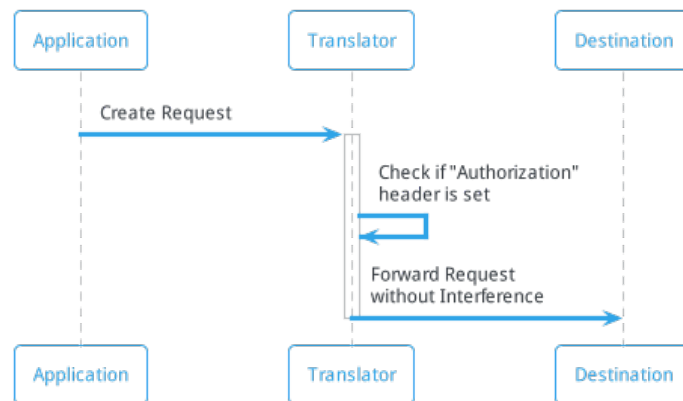 Application
Translator
Destination
Create Request
Check if "Authorization"
header is set
Forward Request
without Interference
Application
Translator
Destination